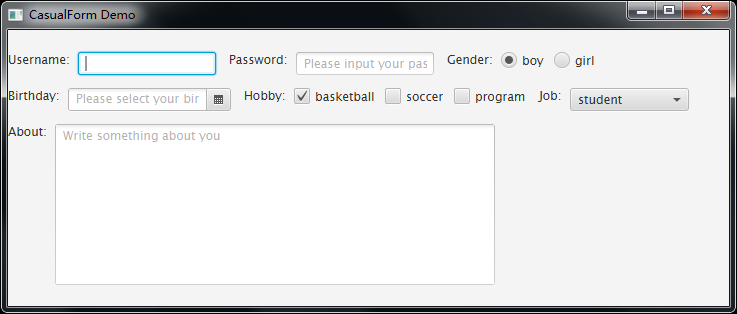 CasualForm Demo
Username: Password: Please input your pas Gender: boy girl
Birthday: Please select your bir Hobby: basketball soccer program Job: student
About: Write something about you